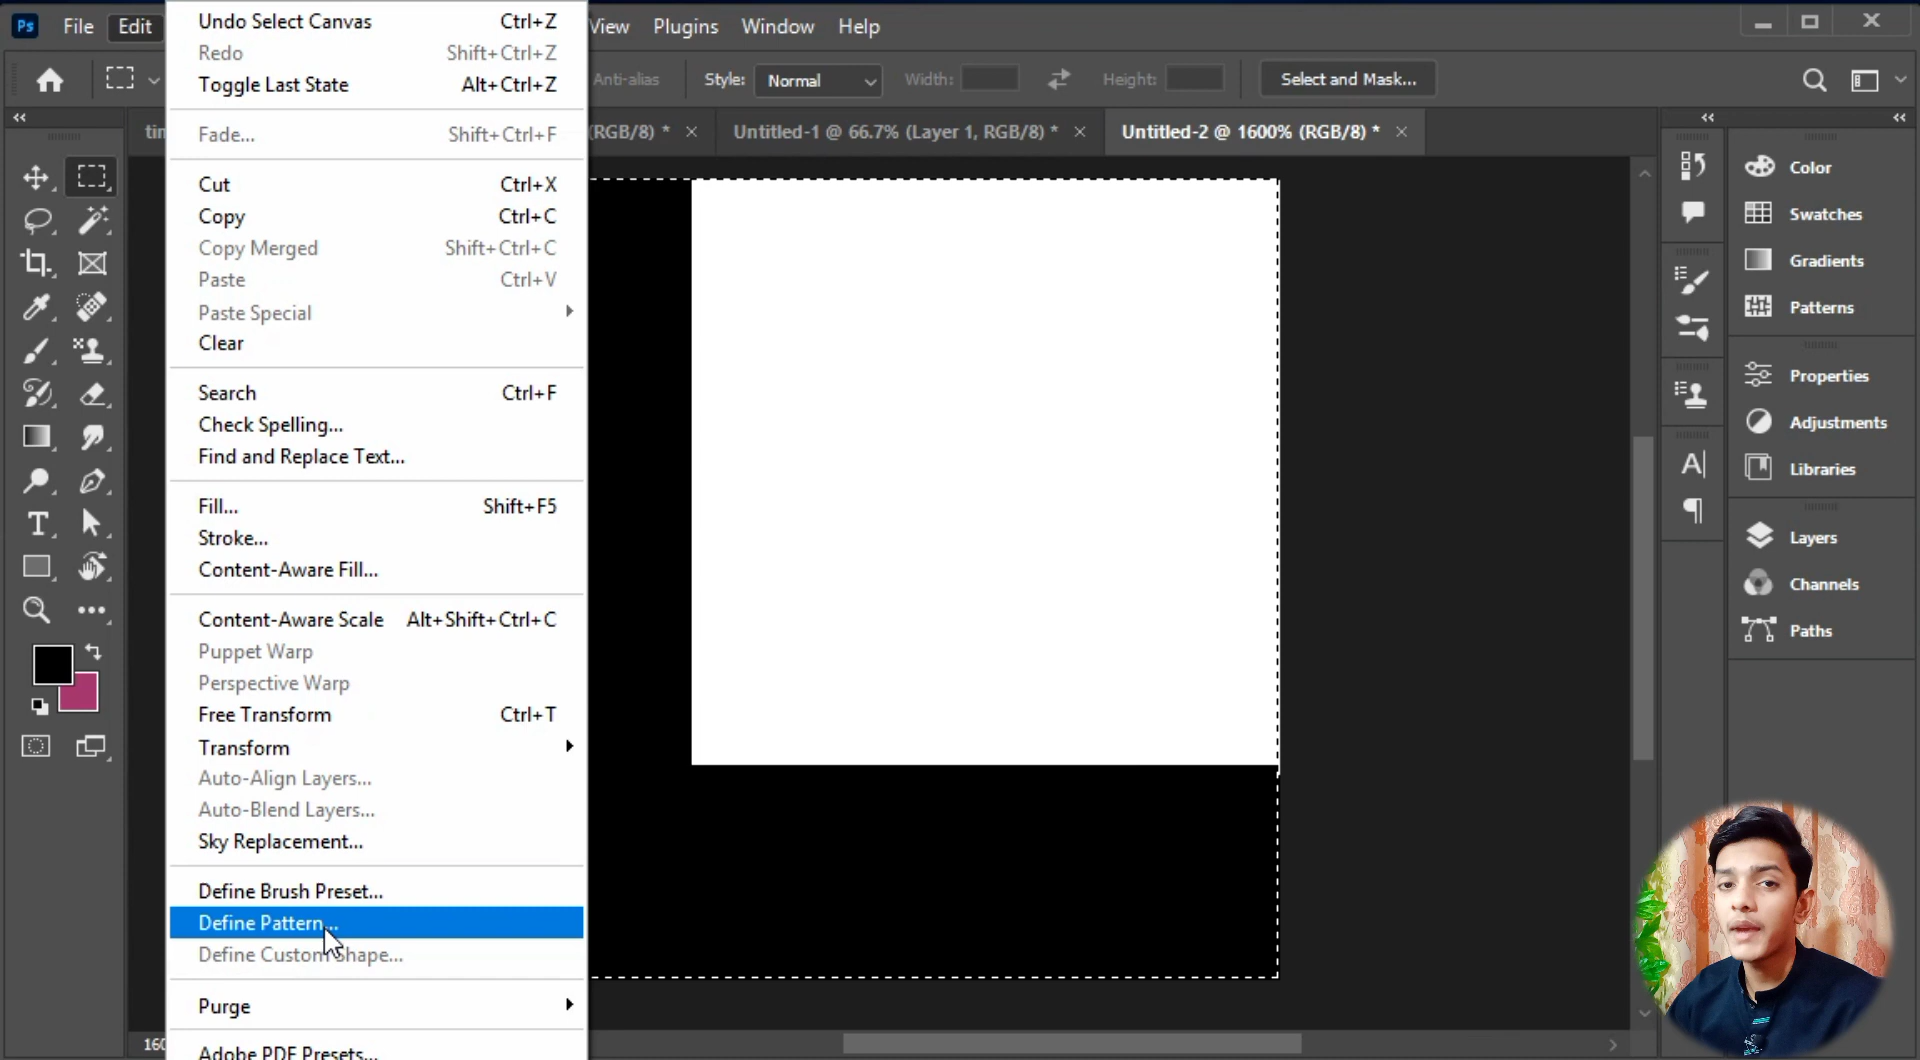 Ps File Edit View Plugins Window Help
Anti-alias Style: Normal Width: Height: Select and Mask...
(RGB/8) * × Untitled-1 @ 66.7% (Layer 1, RGB/8) * × Untitled-2 @ 1600% (RGB/8) * ×
Undo Select Canvas Ctrl+Z
Redo Shift+Ctrl+Z
Toggle Last State Alt+Ctrl+Z
Fade... Shift+Ctrl+F
Cut Ctrl+X
Copy Ctrl+C
Copy Merged Shift+Ctrl+C
Paste Ctrl+V
Paste Special
Clear
Search Ctrl+F
Check Spelling...
Find and Replace Text...
Fill... Shift+F5
Stroke...
Content-Aware Fill...
Content-Aware Scale Alt+Shift+Ctrl+C
Puppet Warp
Perspective Warp
Free Transform Ctrl+T
Transform
Auto-Align Layers...
Auto-Blend Layers...
Sky Replacement...
Define Brush Preset...
Define Pattern...
Define Custom Shape...
Purge
Adobe PDF Presets...
Color
Swatches
Gradients
Patterns
Properties
Adjustments
Libraries
Layers
Channels
Paths